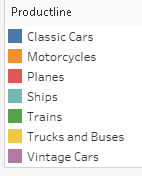 Productline
Classic Cars
Motorcycles
Planes
Ships
Trains
Trucks and Buses
Vintage Cars